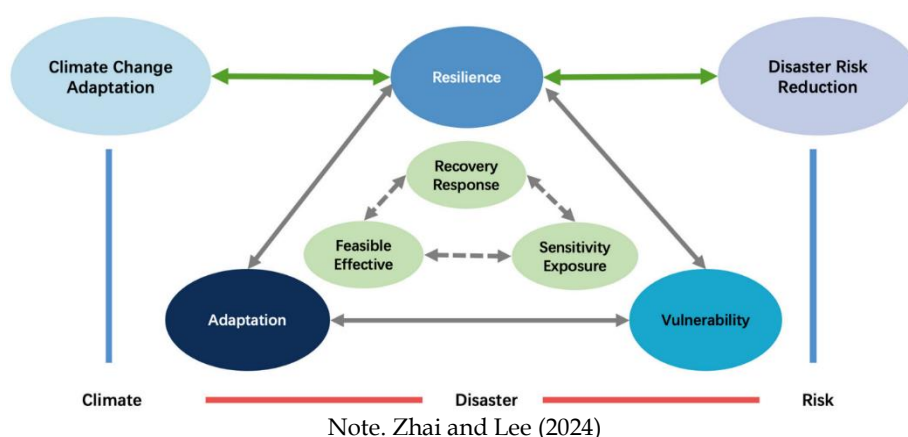 Climate Change
Adaptation
Resilience
Disaster Risk
Reduction
Recovery
Response
Feasible
Effective
Sensitivity
Exposure
Adaptation
Vulnerability
Climate
Disaster
Risk
Note. Zhai and Lee (2024)